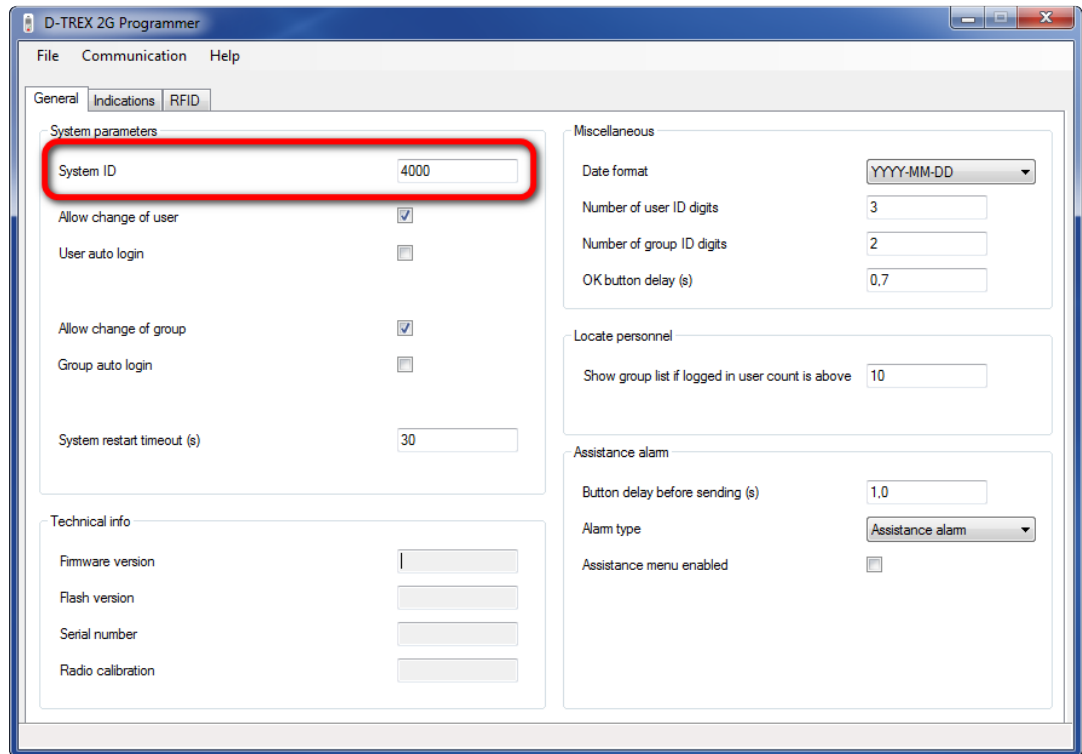 D-TREX 2G Programmer
File Communication Help
General Indications RFID
System parameters
System ID 4000
Allow change of user
User auto login
Allow change of group
Group auto login
System restart timeout (s) 30
Technical info
Firmware version
Flash version
Serial number
Radio calibration
Miscellaneous
Date format YYYY-MM-DD
Number of user ID digits 3
Number of group ID digits 2
OK button delay (s) 0,7
Locate personnel
Show group list if logged in user count is above 10
Assistance alarm
Button delay before sending (s) 1,0
Alarm type Assistance alarm
Assistance menu enabled